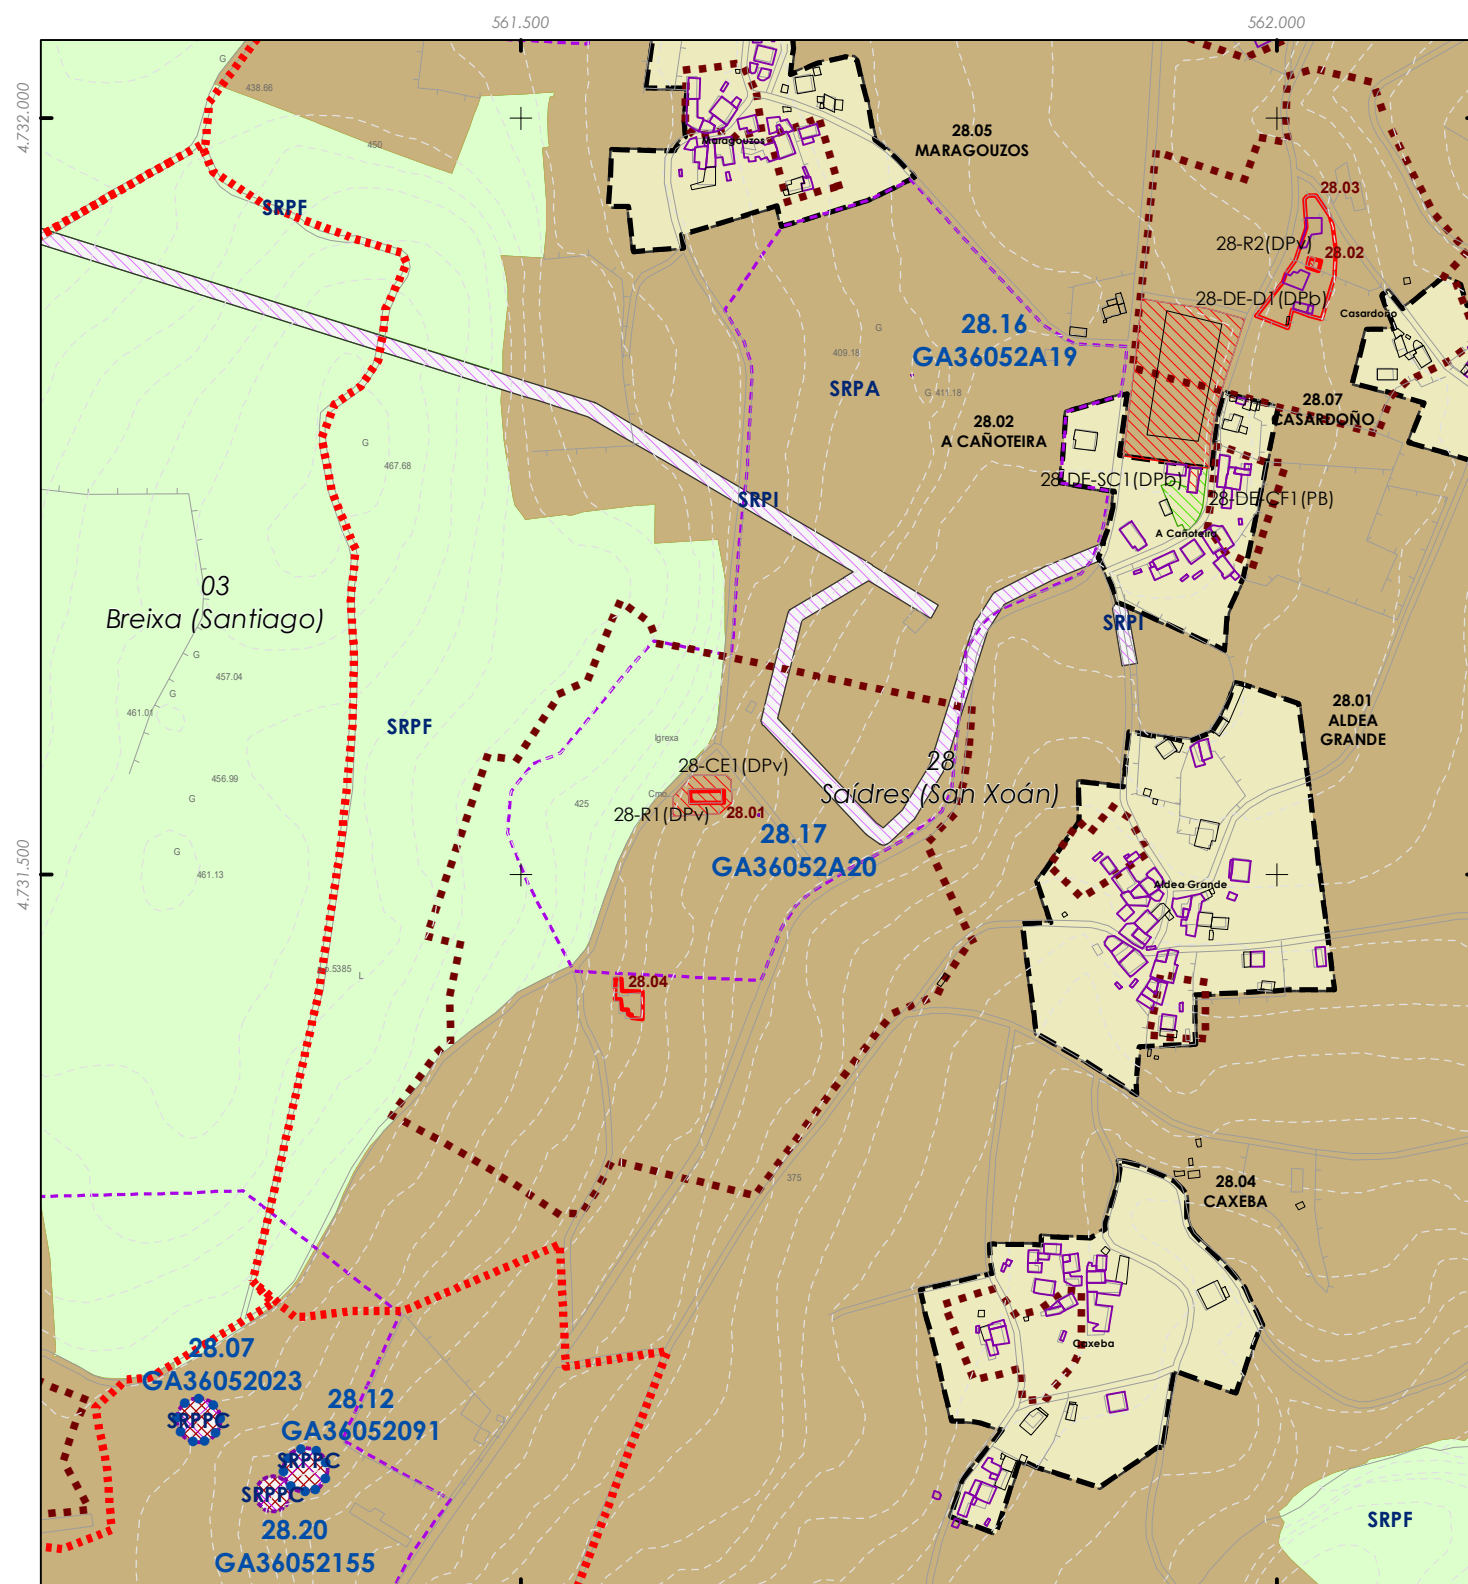 561.500
562.000
4.732.000
G
438.66
450
SRPF
Maragouzos
28.05
MARAGOUZOS
28.03
28-R2(DPv)
28.02
28-DE-D1(DPb)
Casardoño
28.16
GA36052A19
G
409.18
SRPA
G 411.18
28.02
A CAÑOTEIRA
28.07
CASARDOÑO
G
467.68
SRPI
28-DE-SC1(DPb)
28-DE-CF1(PB)
A Cañoteira
03
Breixa (Santiago)
SRPI
G
457.04
G
461.01
SRPF
28.01
ALDEA
GRANDE
Igrexa
28-CE1(DPv)
28
Saídres (San Xoán)
456.99
G
425
28-R1(DPv)
28.01
28.17
GA36052A20
4.731.500
G
461.13
Aldea Grande
L
28.04
375
28.04
CAXEBA
Caxeba
28.07
GA36052023
28.12
GA36052091
SRPPC
SRPPC
SRPPC
28.20
GA36052155
SRPF